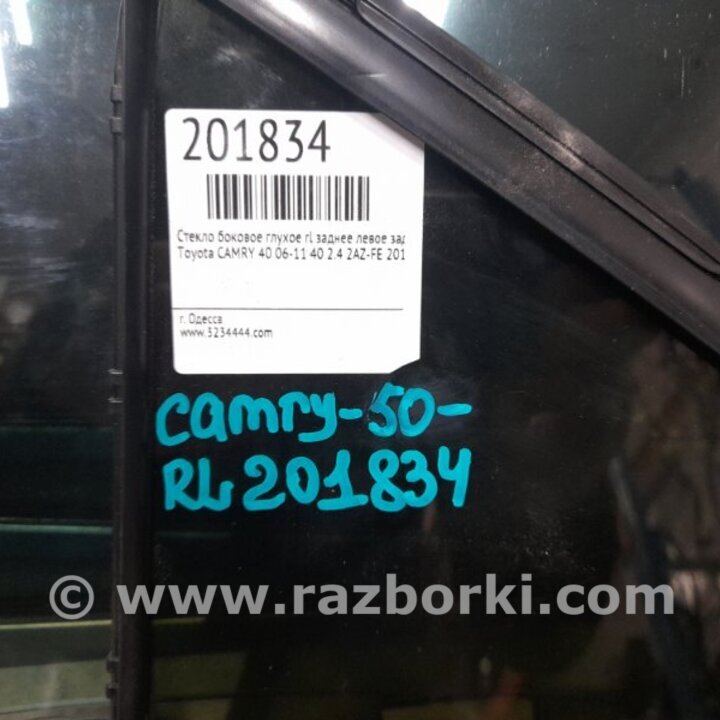 201834
Стекло боковое глухое rl заднее левое зад
Toyota CAMRY 40 06-11 40 2.4 2AZ-FE 201
г. Одесса
www.5234444.com
camry-50-
RL201834
© www.razborki.com